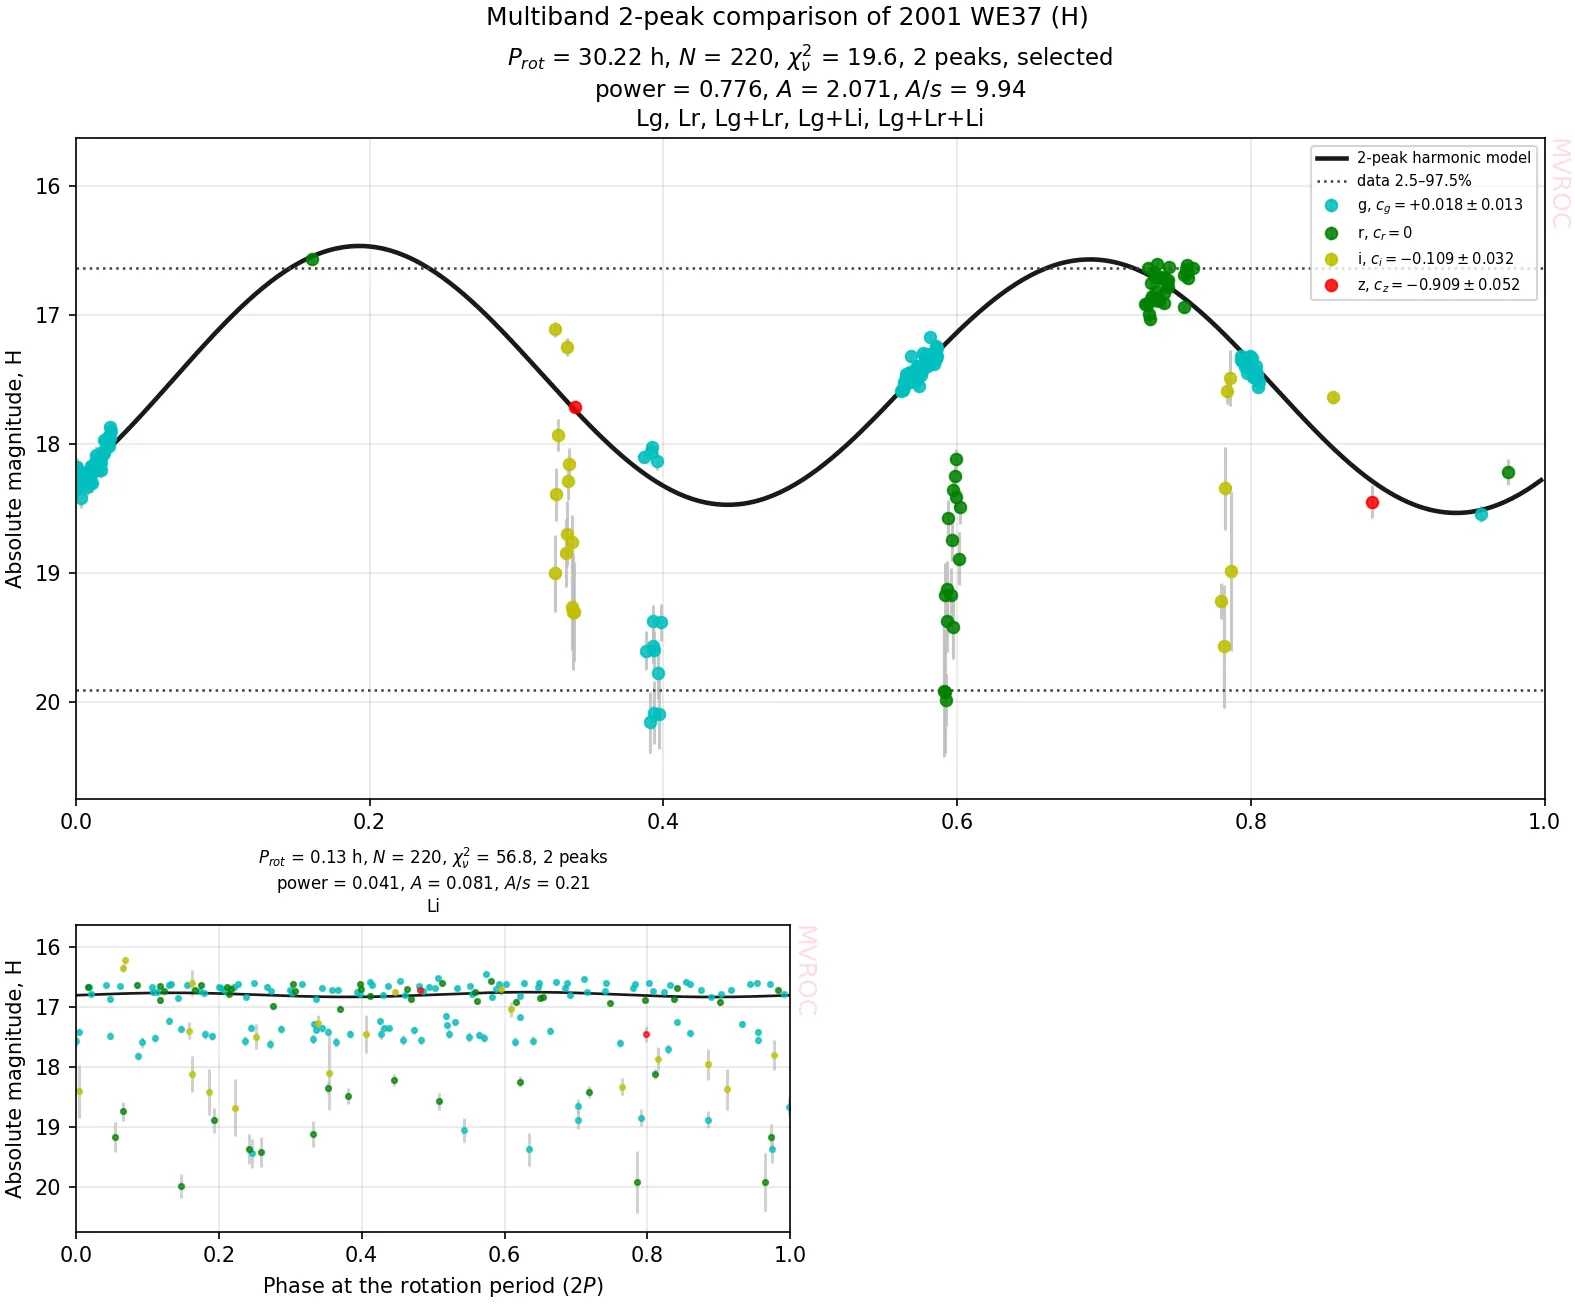 Multiband 2-peak comparison of 2001 WE37 (H)
P_rot = 30.22 h, N = 220, χ²_ν = 19.6, 2 peaks, selected
power = 0.776, A = 2.071, A/s = 9.94
Lg, Lr, Lg+Lr, Lg+Li, Lg+Lr+Li
2-peak harmonic model
data 2.5–97.5%
g, c_g = +0.018 ± 0.013
r, c_r = 0
i, c_i = −0.109 ± 0.032
z, c_z = −0.909 ± 0.052
MVROC
Absolute magnitude, H
16
17
18
19
20
0.0 0.2 0.4 0.6 0.8 1.0
P_rot = 0.13 h, N = 220, χ²_ν = 56.8, 2 peaks
power = 0.041, A = 0.081, A/s = 0.21
Li
MVROC
Absolute magnitude, H
16
17
18
19
20
0.0 0.2 0.4 0.6 0.8 1.0
Phase at the rotation period (2P)